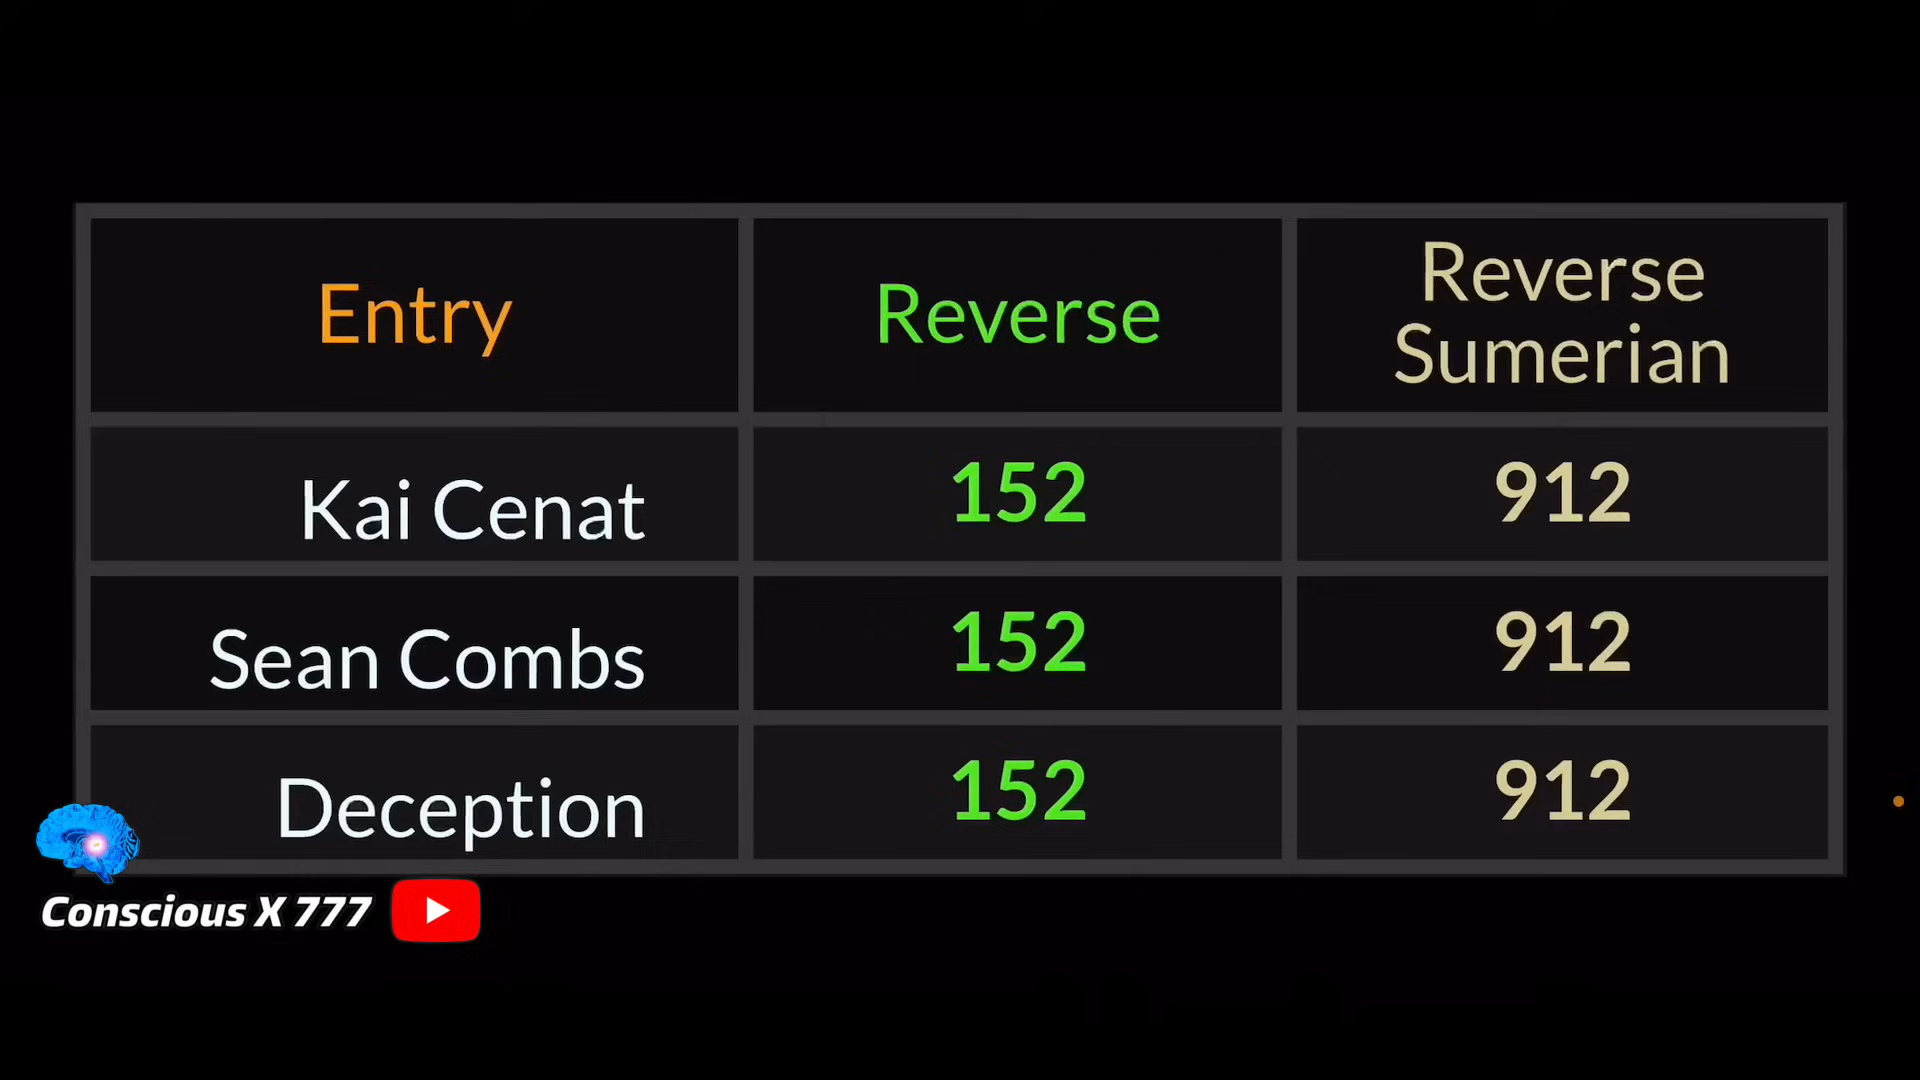 Entry Reverse Reverse Sumerian
Kai Cenat 152 912
Sean Combs 152 912
Deception 152 912
Conscious X 777